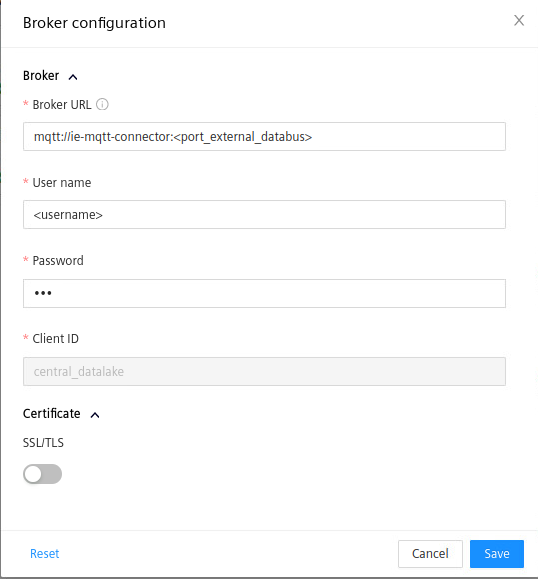 Broker configuration
Broker
* Broker URL
mqtt://ie-mqtt-connector:<port_external_databus>
* User name
<username>
* Password
•••
* Client ID
central_datalake
Certificate
SSL/TLS
Reset
Cancel
Save